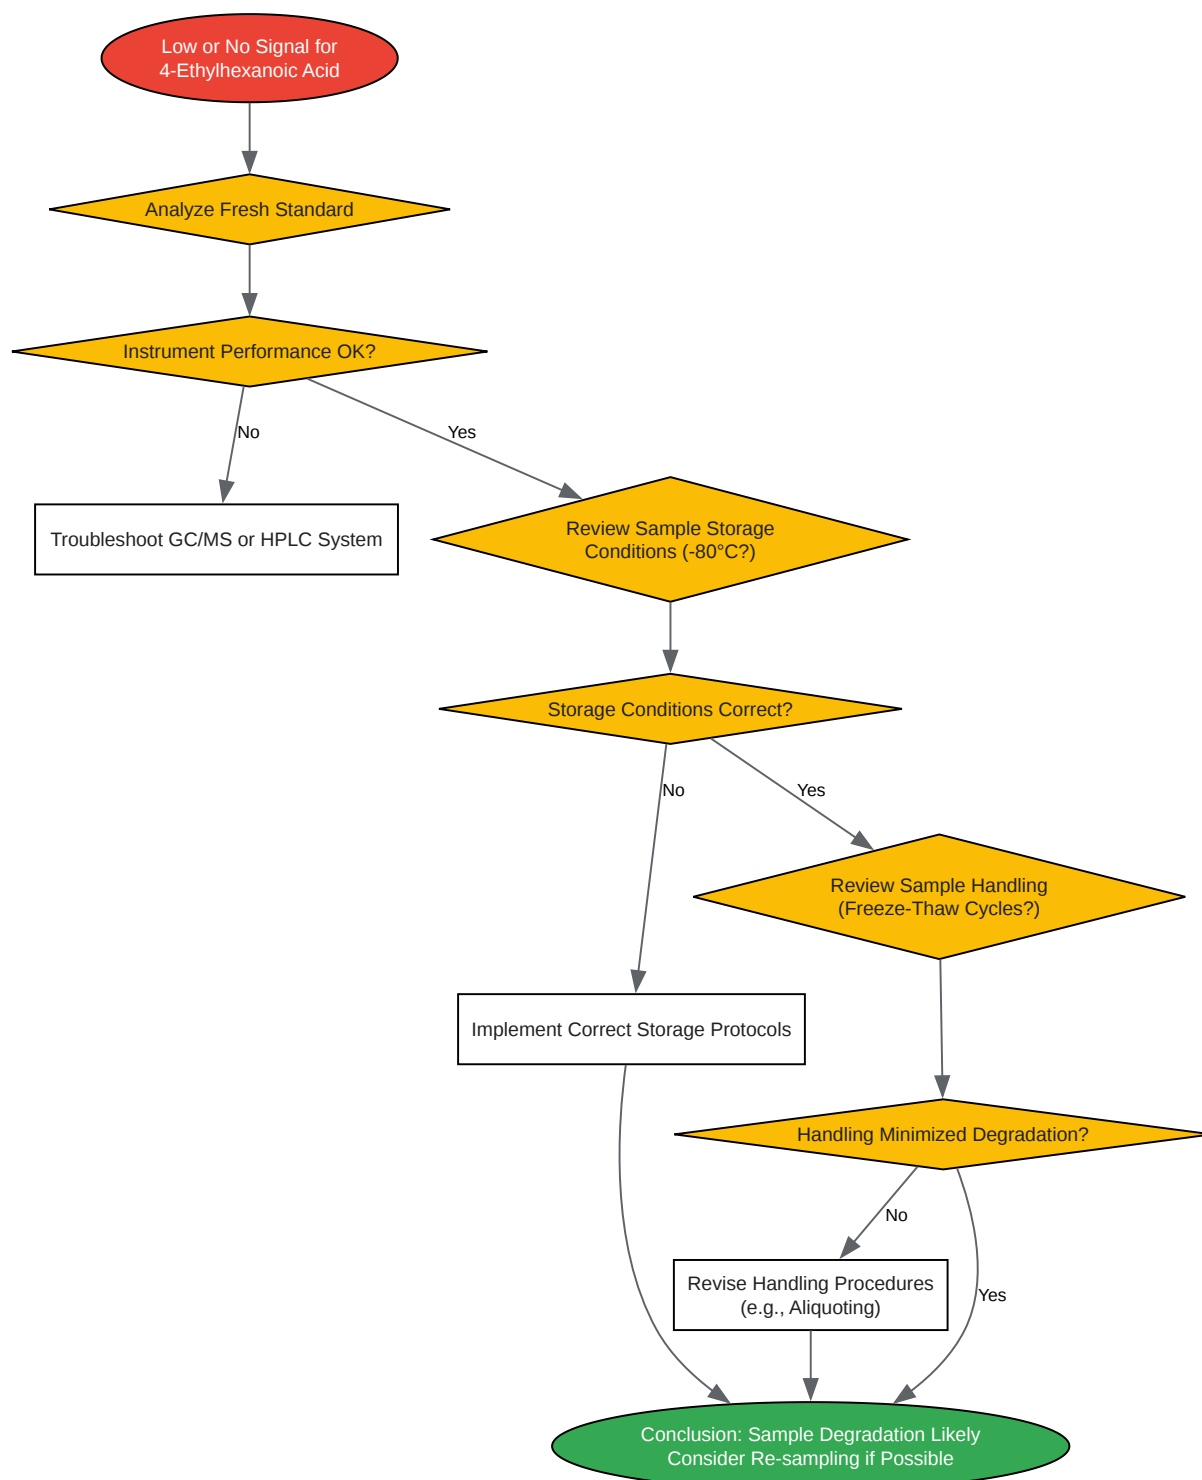 Low or No Signal for
4-Ethylhexanoic Acid
Analyze Fresh Standard
Instrument Performance OK?
No
Yes
Troubleshoot GC/MS or HPLC System
Review Sample Storage
Conditions (-80°C?)
Storage Conditions Correct?
No
Yes
Review Sample Handling
(Freeze-Thaw Cycles?)
Implement Correct Storage Protocols
Handling Minimized Degradation?
No
Revise Handling Procedures
(e.g., Aliquoting)
Yes
Conclusion: Sample Degradation Likely
Consider Re-sampling if Possible